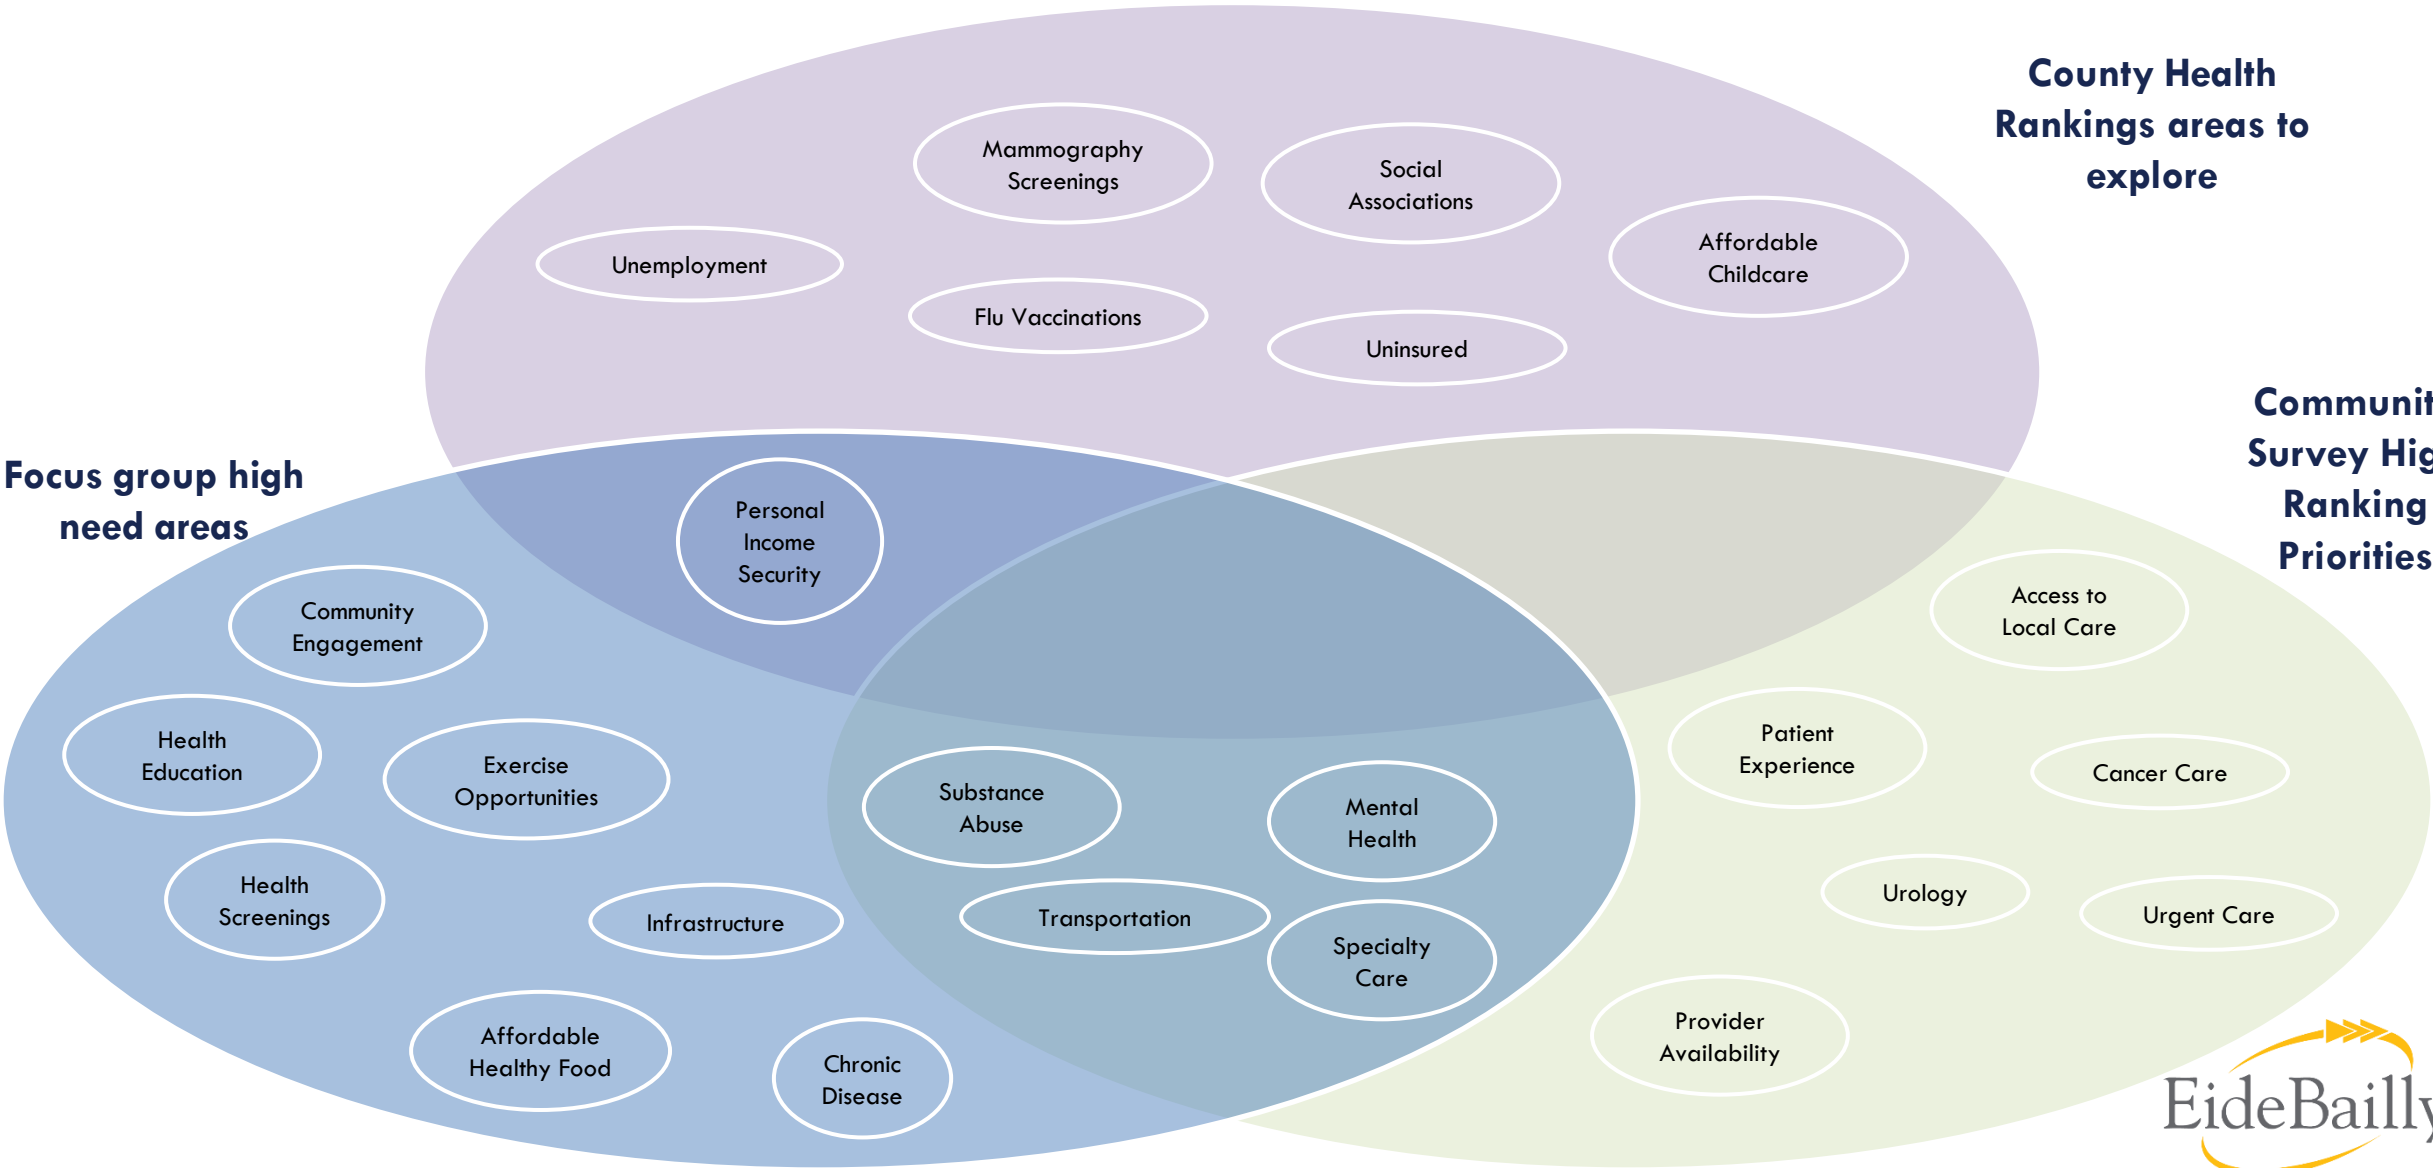 County Health
Rankings areas to
explore
Mammography
Screenings
Social
Associations
Affordable
Childcare
Unemployment
Flu Vaccinations
Uninsured
Communit
Survey Hig
Ranking
Priorities
Focus group high
need areas
Personal
Income
Security
Community
Engagement
Access to
Local Care
Health
Education
Exercise
Opportunities
Substance
Abuse
Mental
Health
Patient
Experience
Cancer Care
Health
Screenings
Infrastructure
Transportation
Specialty
Care
Urology
Urgent Care
Affordable
Healthy Food
Chronic
Disease
Provider
Availability
EideBailly